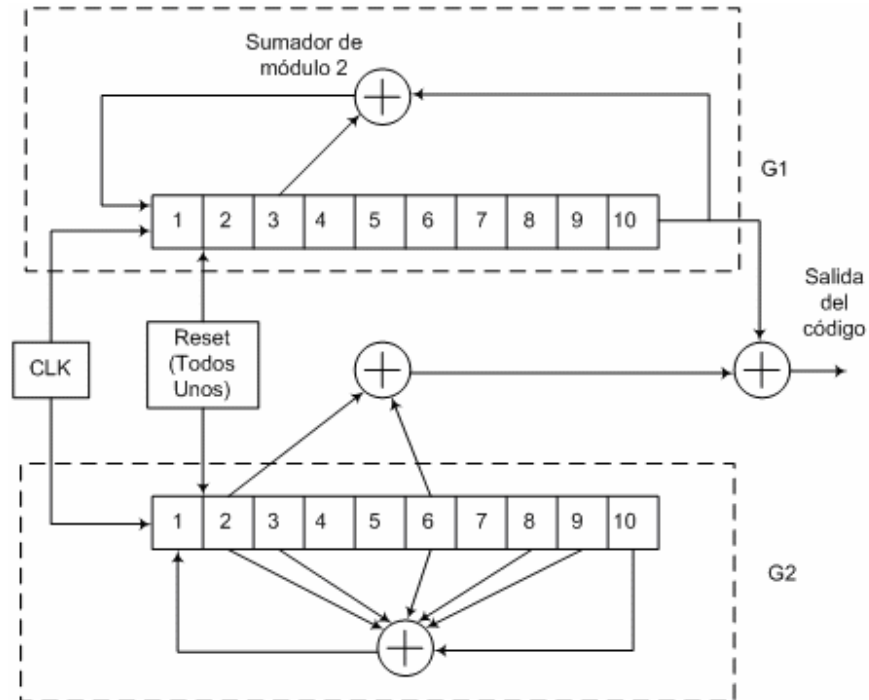 Sumador de
módulo 2
G1
1 2 3 4 5 6 7 8 9 10
Salida
del
código
CLK
Reset
(Todos
Unos)
1 2 3 4 5 6 7 8 9 10
G2